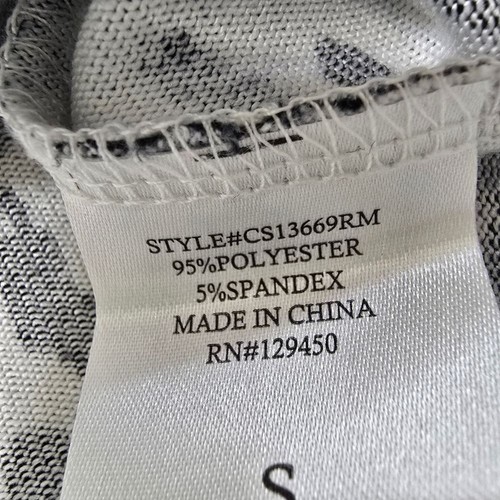 STYLE#CS13669RM
95%POLYESTER
5%SPANDEX
MADE IN CHINA
RN#129450
S